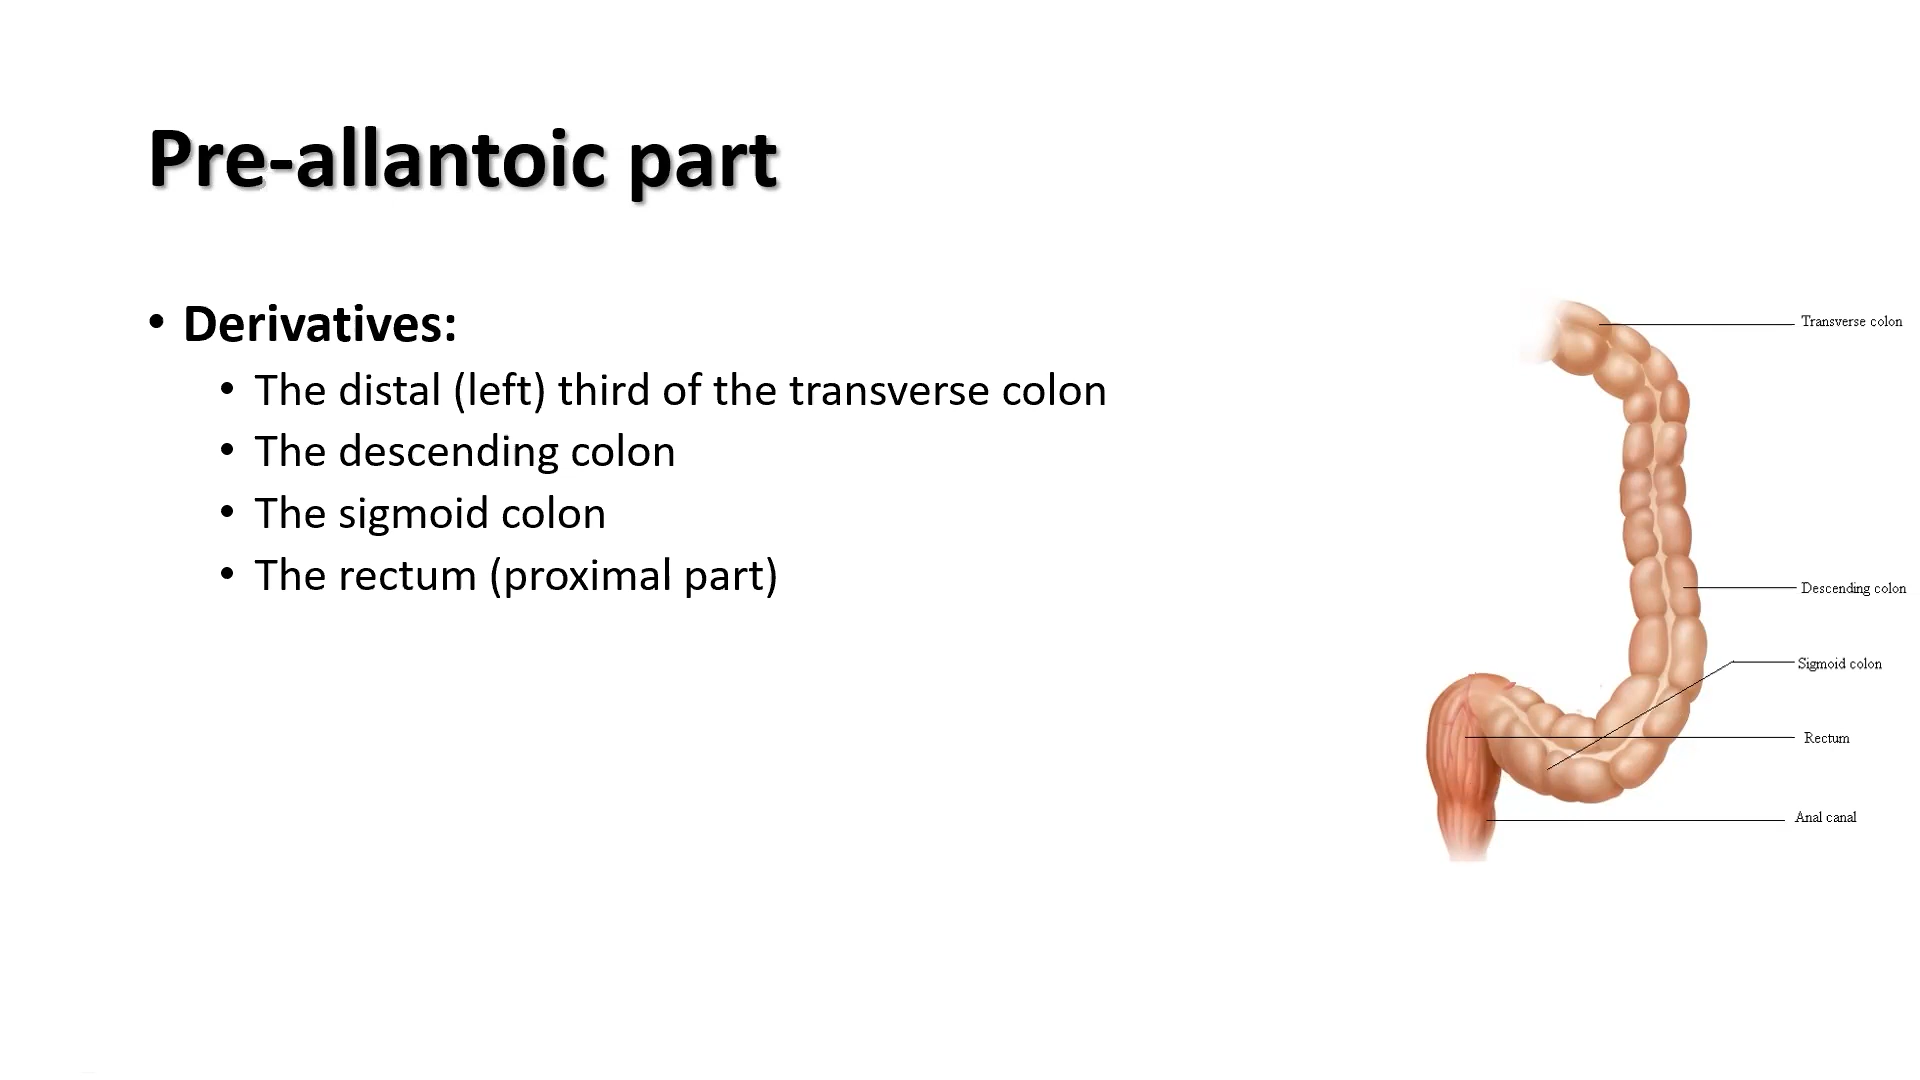 Pre-allantoic part
• Derivatives:
• The distal (left) third of the transverse colon
• The descending colon
• The sigmoid colon
• The rectum (proximal part)
Transverse colon
Descending colon
Sigmoid colon
Rectum
Anal canal